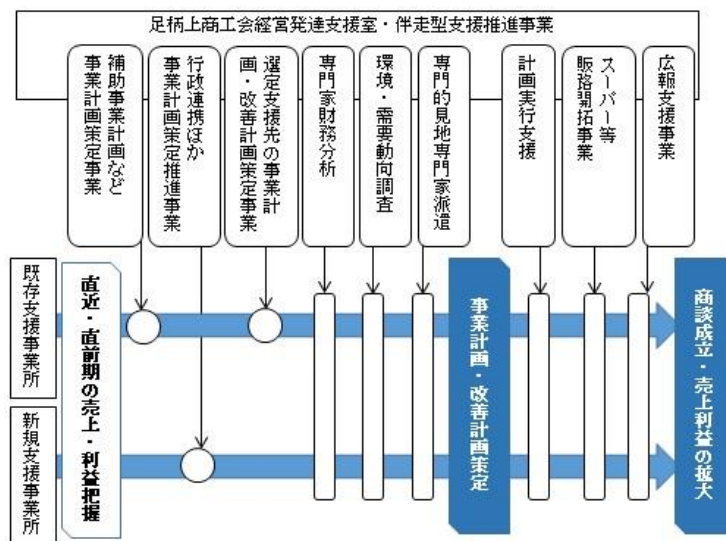 足柄上商工会経営発達支援室・伴走型支援推進事業
補助事業計画など
事業計画策定事業
行政連携ほか
事業計画策定推進事業
選定支援先の事業計
画・改善計画策定事業
専門家財務分析
環境・需要動向調査
専門的見地専門家派遣
計画実行支援
スーパー等
販路開拓事業
広報支援事業
既存支援事業所
新規支援事業所
直近・直前期の売上・利益把握
事業計画・改善計画策定
商談成立・売上利益の拡大